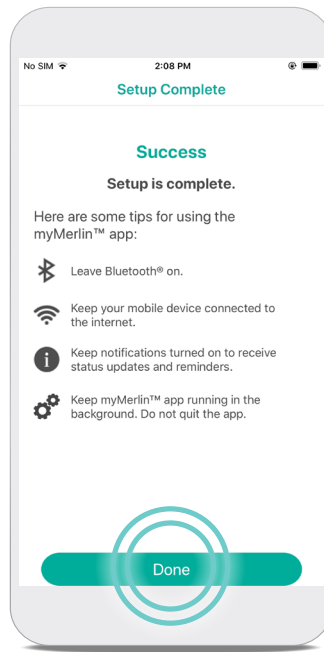 No SIM 2:08 PM
Setup Complete
Success
Setup is complete.
Here are some tips for using the
myMerlin™ app:
Leave Bluetooth® on.
Keep your mobile device connected to
the internet.
i
Keep notifications turned on to receive
status updates and reminders.
Keep myMerlin™ app running in the
background. Do not quit the app.
Done